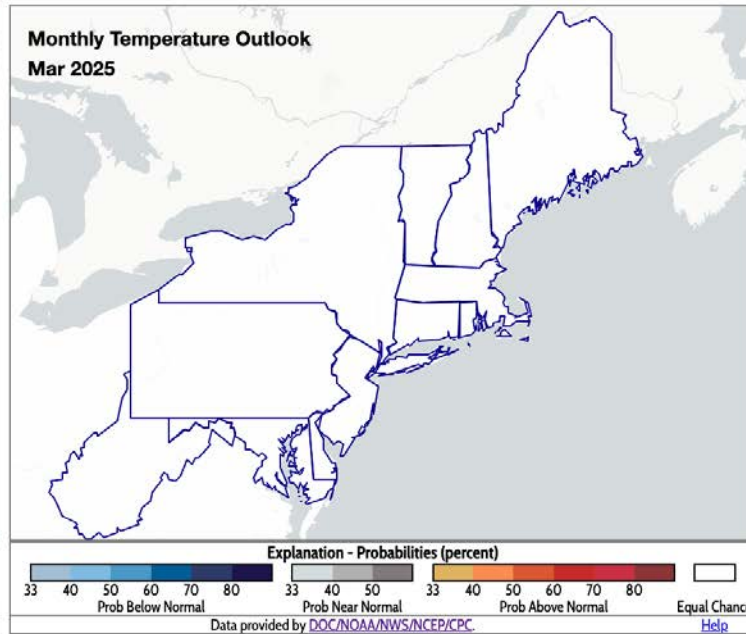 Monthly Temperature Outlook
Mar 2025
Explanation - Probabilities (percent)
33 40 50 60 70 80 33 40 50 33 40 50 60 70 80
Prob Below Normal Prob Near Normal Prob Above Normal Equal Chanc
Data provided by DOC/NOAA/NWS/NCEP/CPC. Help